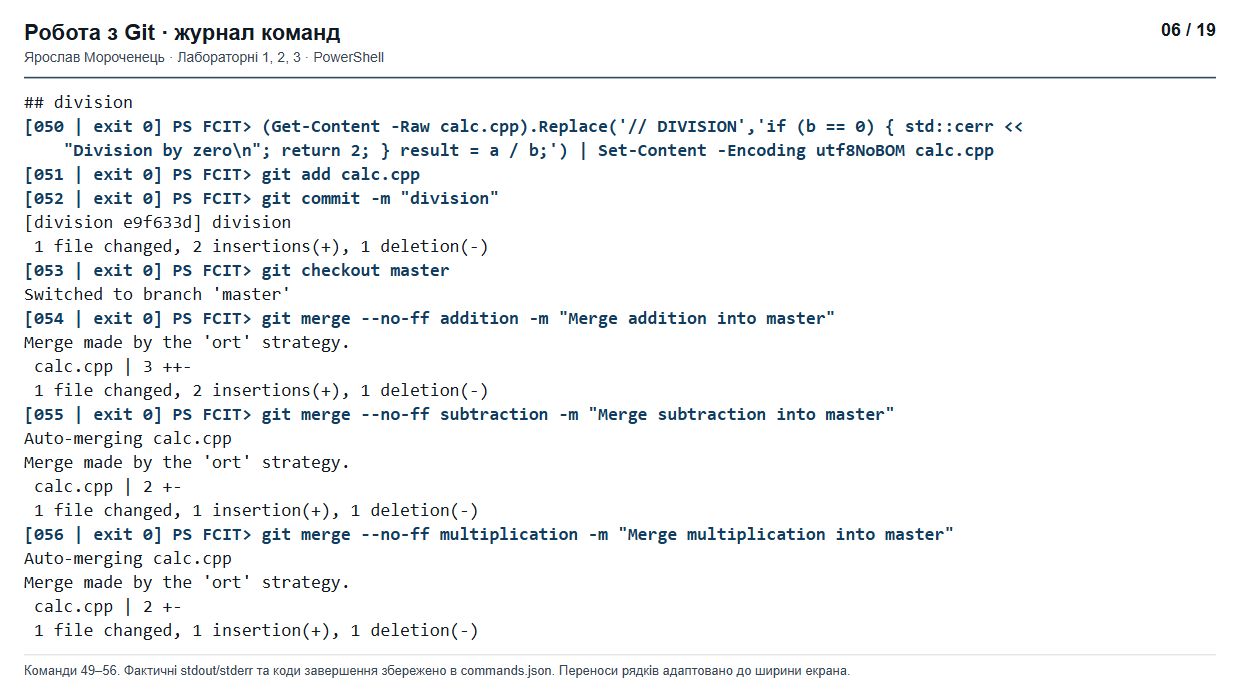 Робота з Git · журнал команд
06 / 19
Ярослав Мороченець · Лабораторні 1, 2, 3 · PowerShell
## division
[050 | exit 0] PS FCIT> (Get-Content -Raw calc.cpp).Replace('// DIVISION','if (b == 0) { std::cerr <<
"Division by zero\n"; return 2; } result = a / b;') | Set-Content -Encoding utf8NoBOM calc.cpp
[051 | exit 0] PS FCIT> git add calc.cpp
[052 | exit 0] PS FCIT> git commit -m "division"
[division e9f633d] division
1 file changed, 2 insertions(+), 1 deletion(-)
[053 | exit 0] PS FCIT> git checkout master
Switched to branch 'master'
[054 | exit 0] PS FCIT> git merge --no-ff addition -m "Merge addition into master"
Merge made by the 'ort' strategy.
calc.cpp | 3 ++-
1 file changed, 2 insertions(+), 1 deletion(-)
[055 | exit 0] PS FCIT> git merge --no-ff subtraction -m "Merge subtraction into master"
Auto-merging calc.cpp
Merge made by the 'ort' strategy.
calc.cpp | 2 +-
1 file changed, 1 insertion(+), 1 deletion(-)
[056 | exit 0] PS FCIT> git merge --no-ff multiplication -m "Merge multiplication into master"
Auto-merging calc.cpp
Merge made by the 'ort' strategy.
calc.cpp | 2 +-
1 file changed, 1 insertion(+), 1 deletion(-)
Команди 49–56. Фактичні stdout/stderr та коди завершення збережено в commands.json. Переноси рядків адаптовано до ширини екрана.